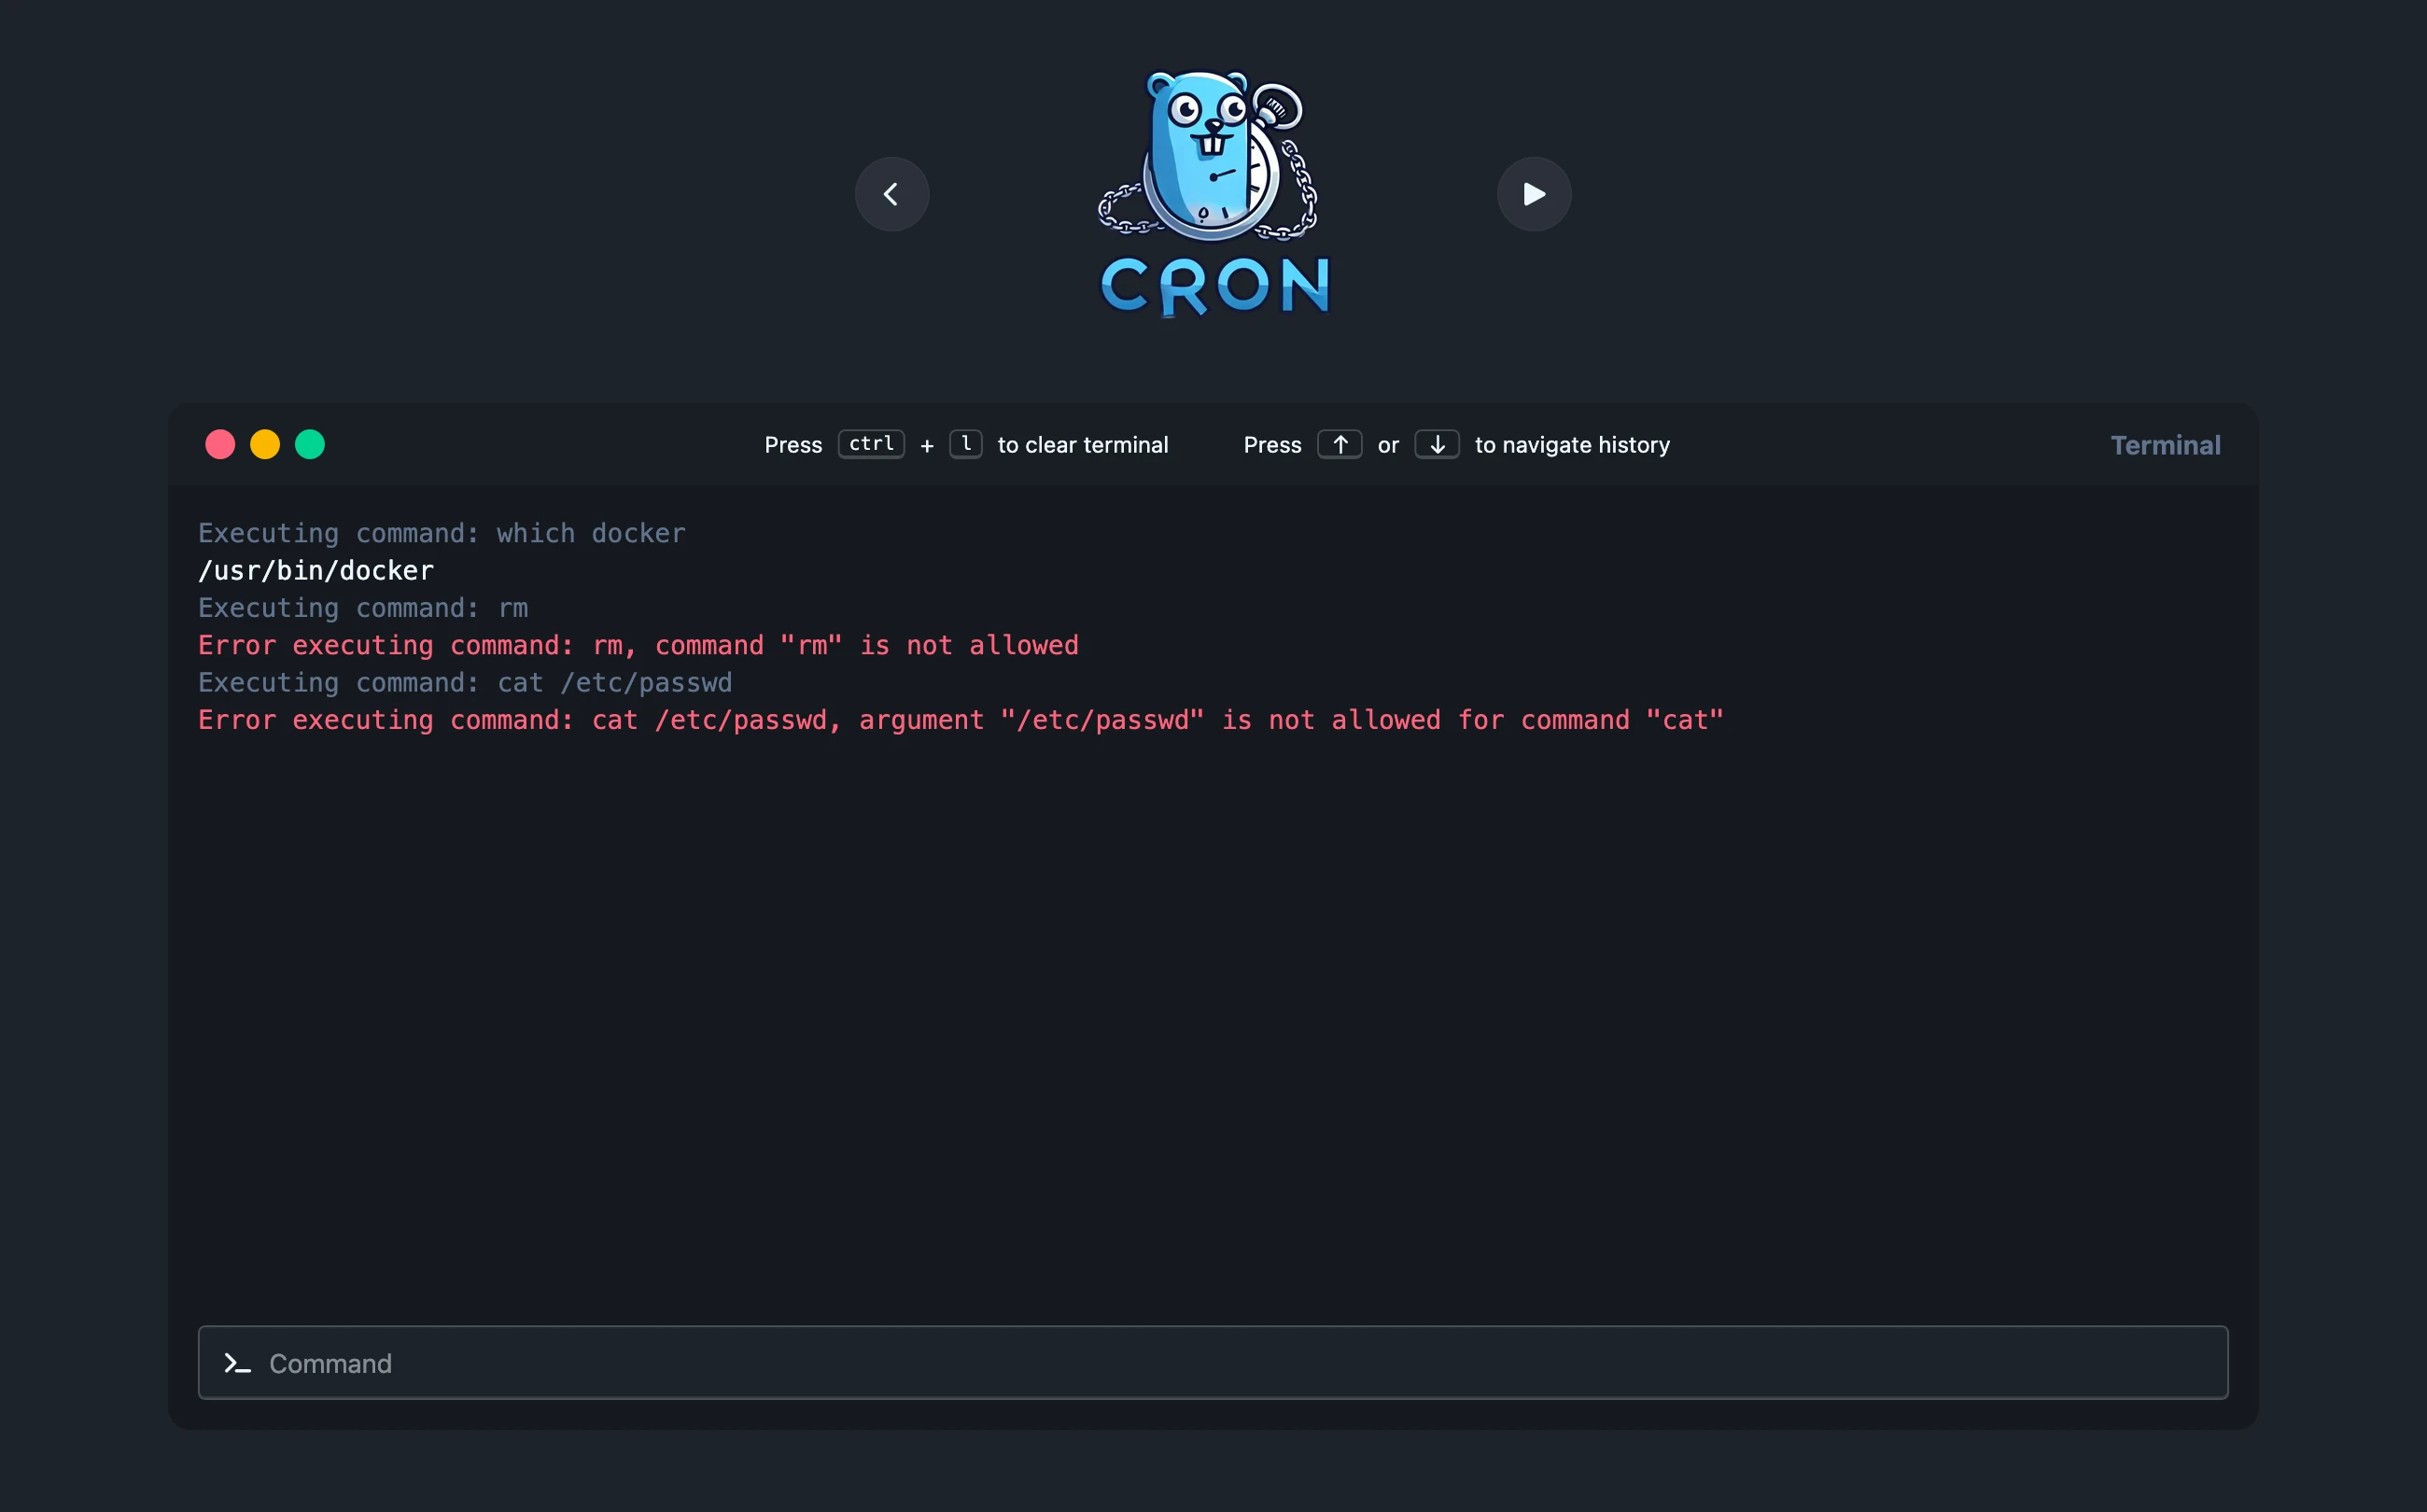 CRON
Press ctrl + l to clear terminal Press ↑ or ↓ to navigate history Terminal
Executing command: which docker
/usr/bin/docker
Executing command: rm
Error executing command: rm, command "rm" is not allowed
Executing command: cat /etc/passwd
Error executing command: cat /etc/passwd, argument "/etc/passwd" is not allowed for command "cat"
Command